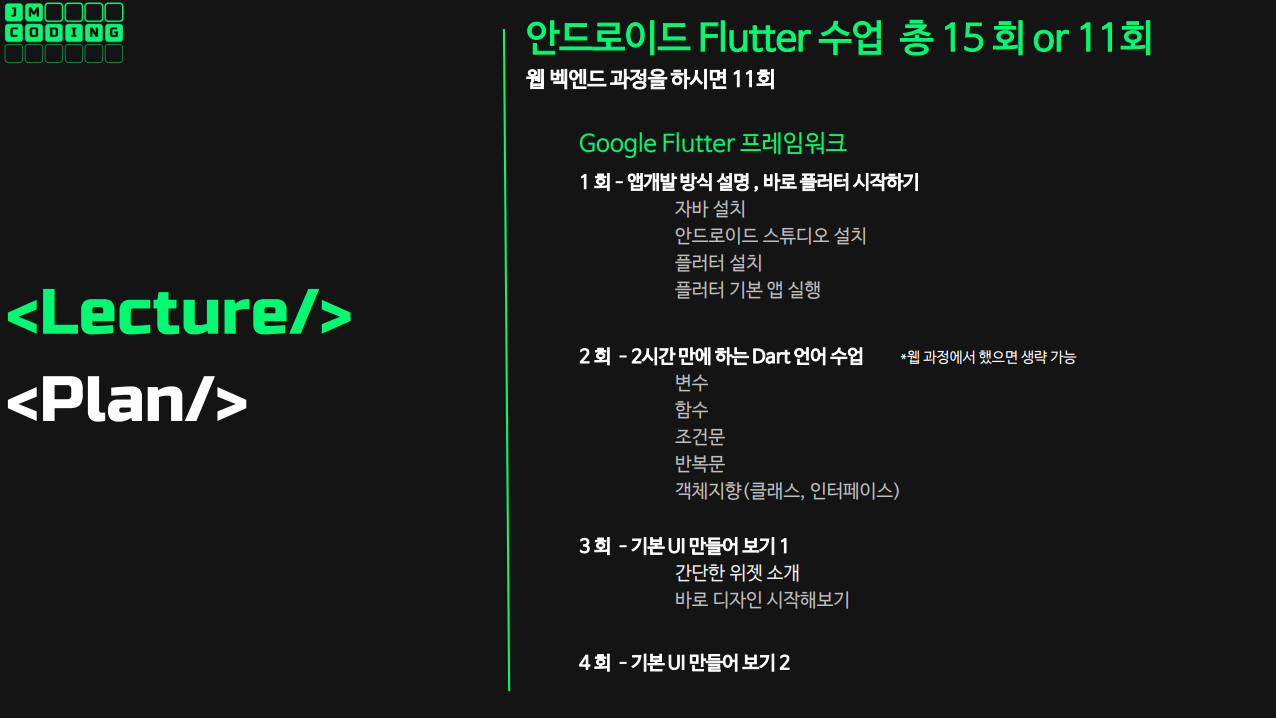 JM
CODING
<Lecture/>
<Plan/>
안드로이드 Flutter 수업 총 15 회 or 11회
웹 벡엔드 과정을 하시면 11회
Google Flutter 프레임워크
1 회 - 앱개발 방식 설명 , 바로 플러터 시작하기
자바 설치
안드로이드 스튜디오 설치
플러터 설치
플러터 기본 앱 실행
2 회 - 2시간 만에 하는 Dart 언어 수업 *웹 과정에서 했으면 생략 가능
변수
함수
조건문
반복문
객체지향(클래스, 인터페이스)
3 회 - 기본 UI 만들어 보기 1
간단한 위젯 소개
바로 디자인 시작해보기
4 회 - 기본 UI 만들어 보기 2